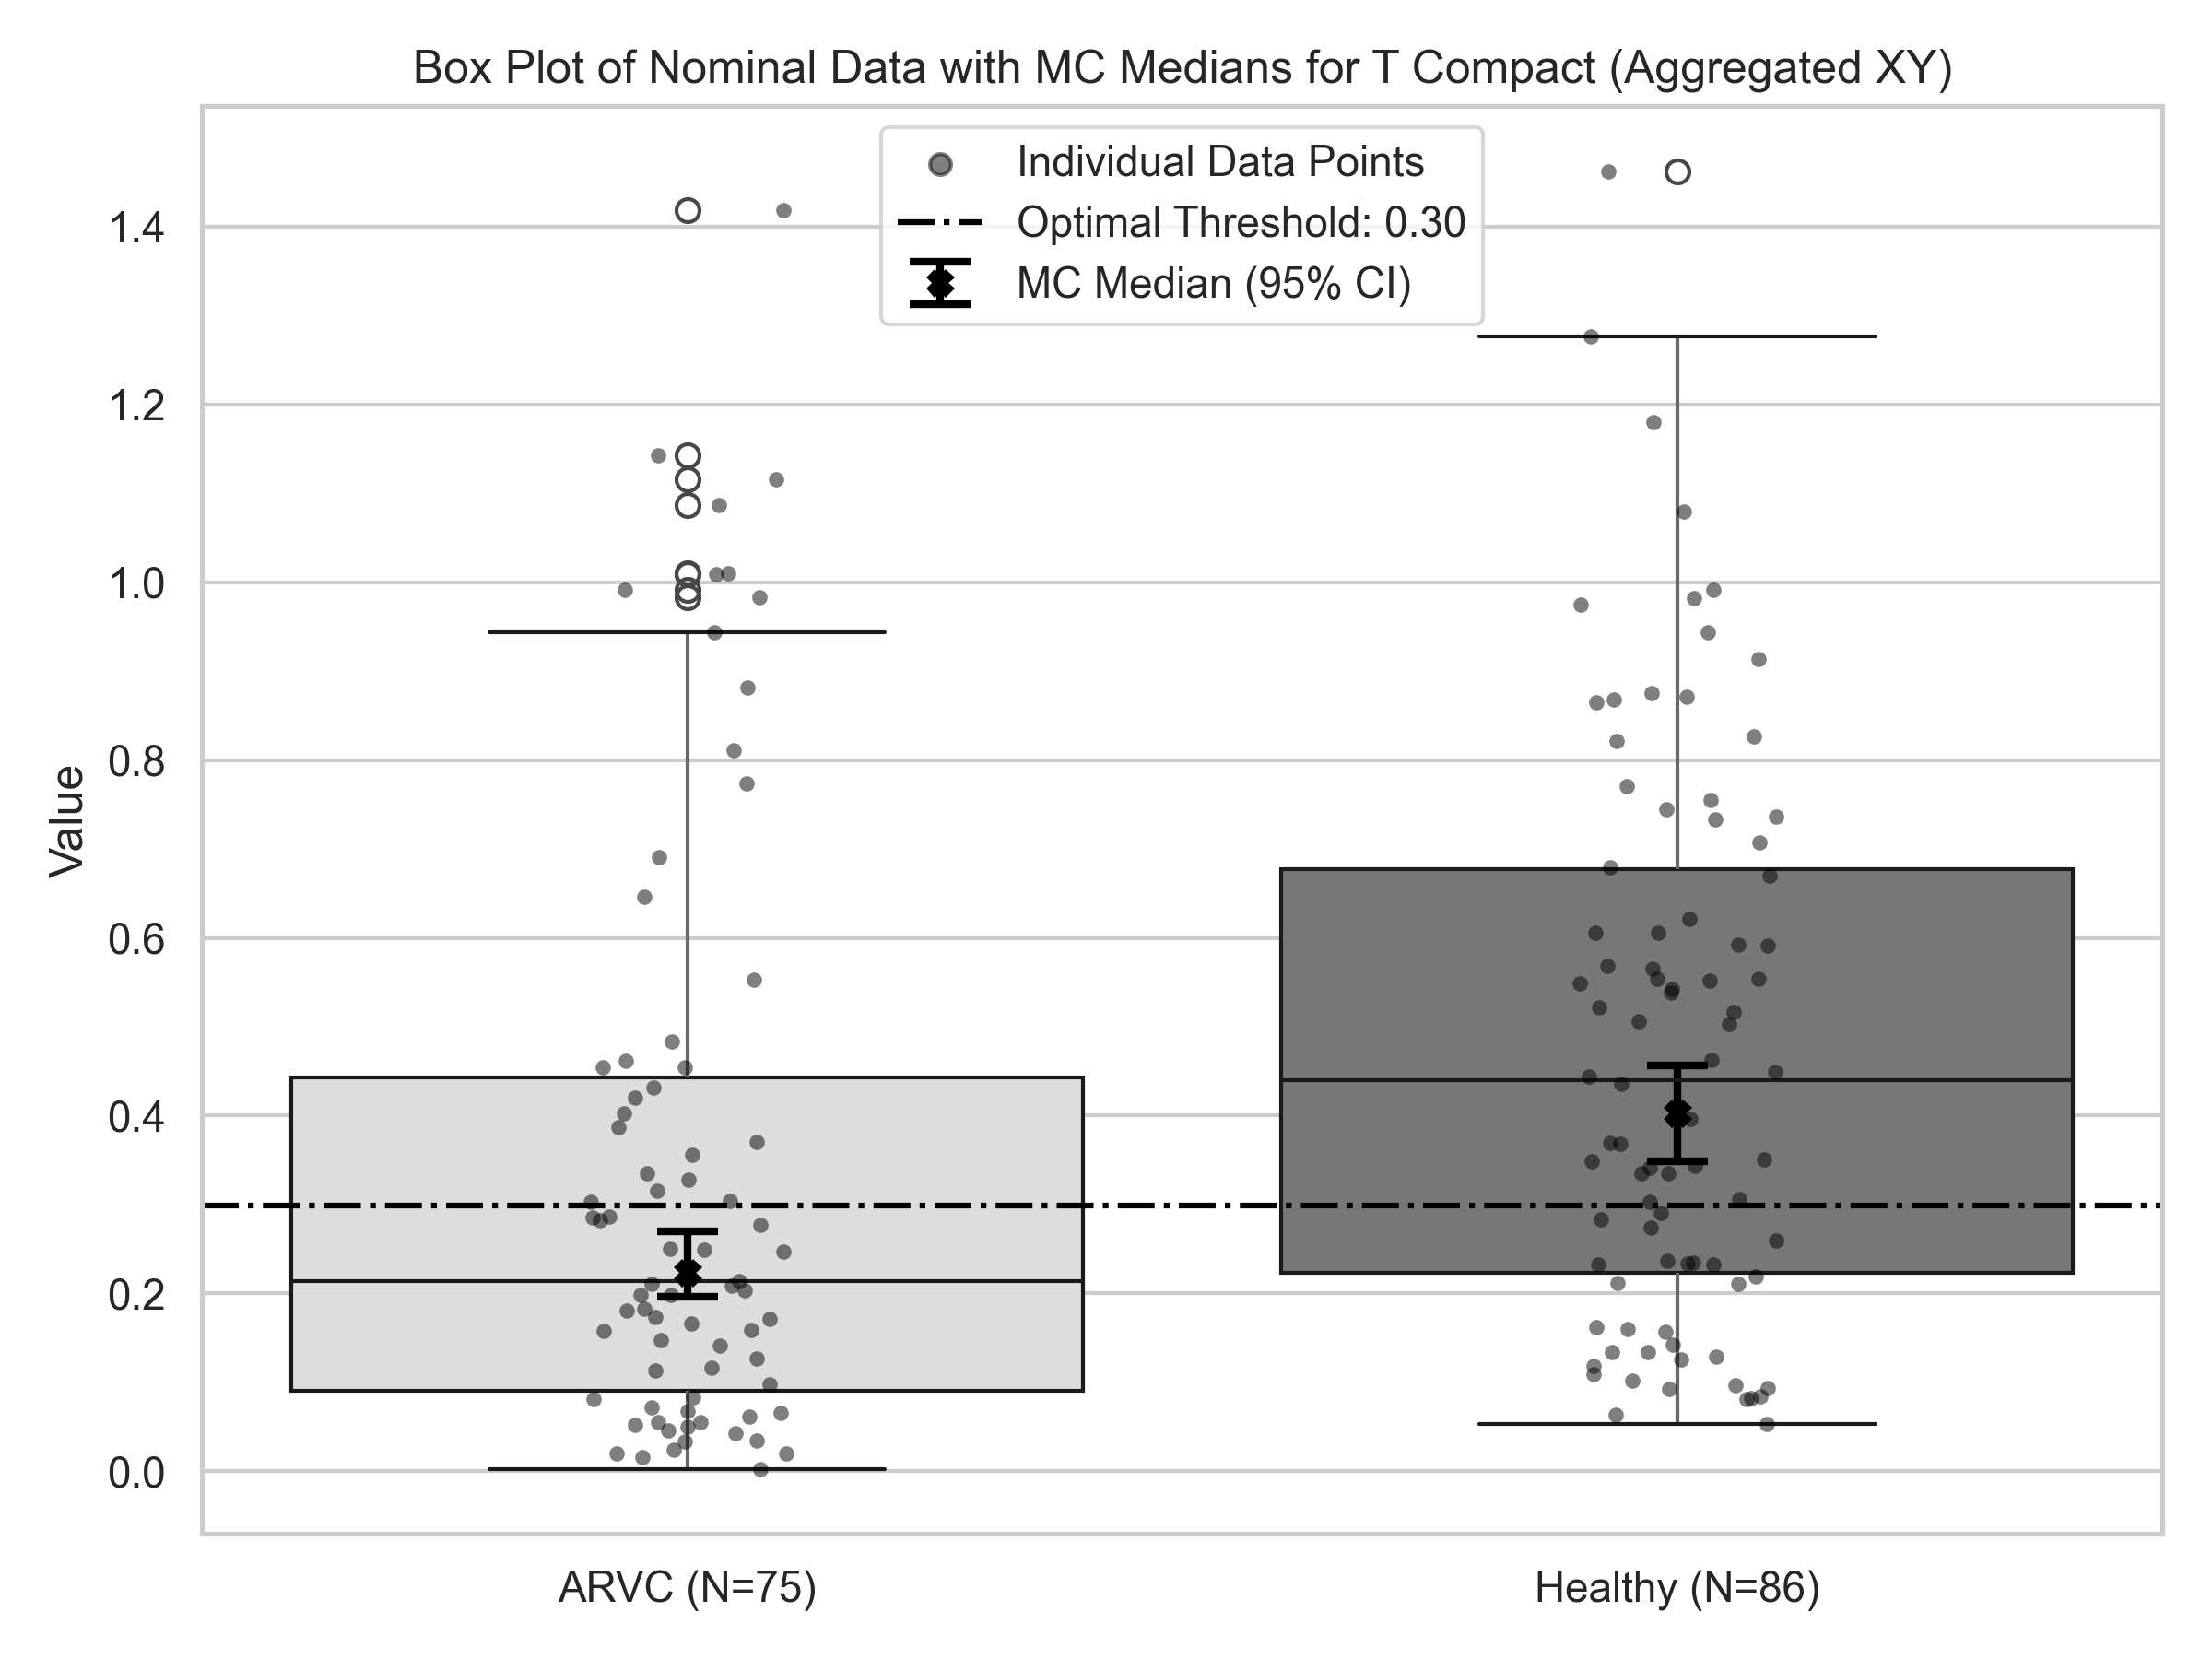 Box Plot of Nominal Data with MC Medians for T Compact (Aggregated XY)
Individual Data Points
Optimal Threshold: 0.30
MC Median (95% CI)
1.4
1.2
1.0
0.8
0.6
0.4
0.2
0.0
Value
ARVC (N=75)
Healthy (N=86)